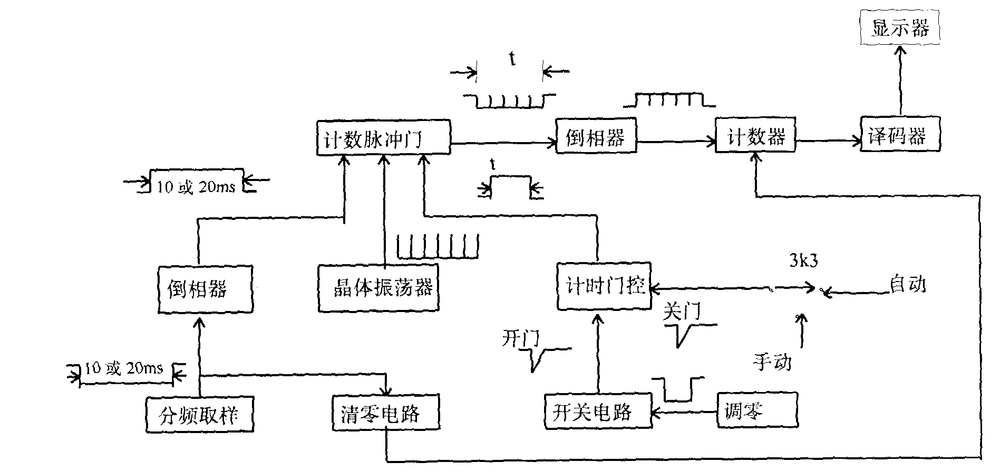 显示器
t
计数脉冲门
倒相器
计数器
译码器
t
10 或 20ms
3k3
倒相器
晶体振荡器
计时门控
自动
关门
开门
手动
10 或 20ms
分频取样
清零电路
开关电路
调零